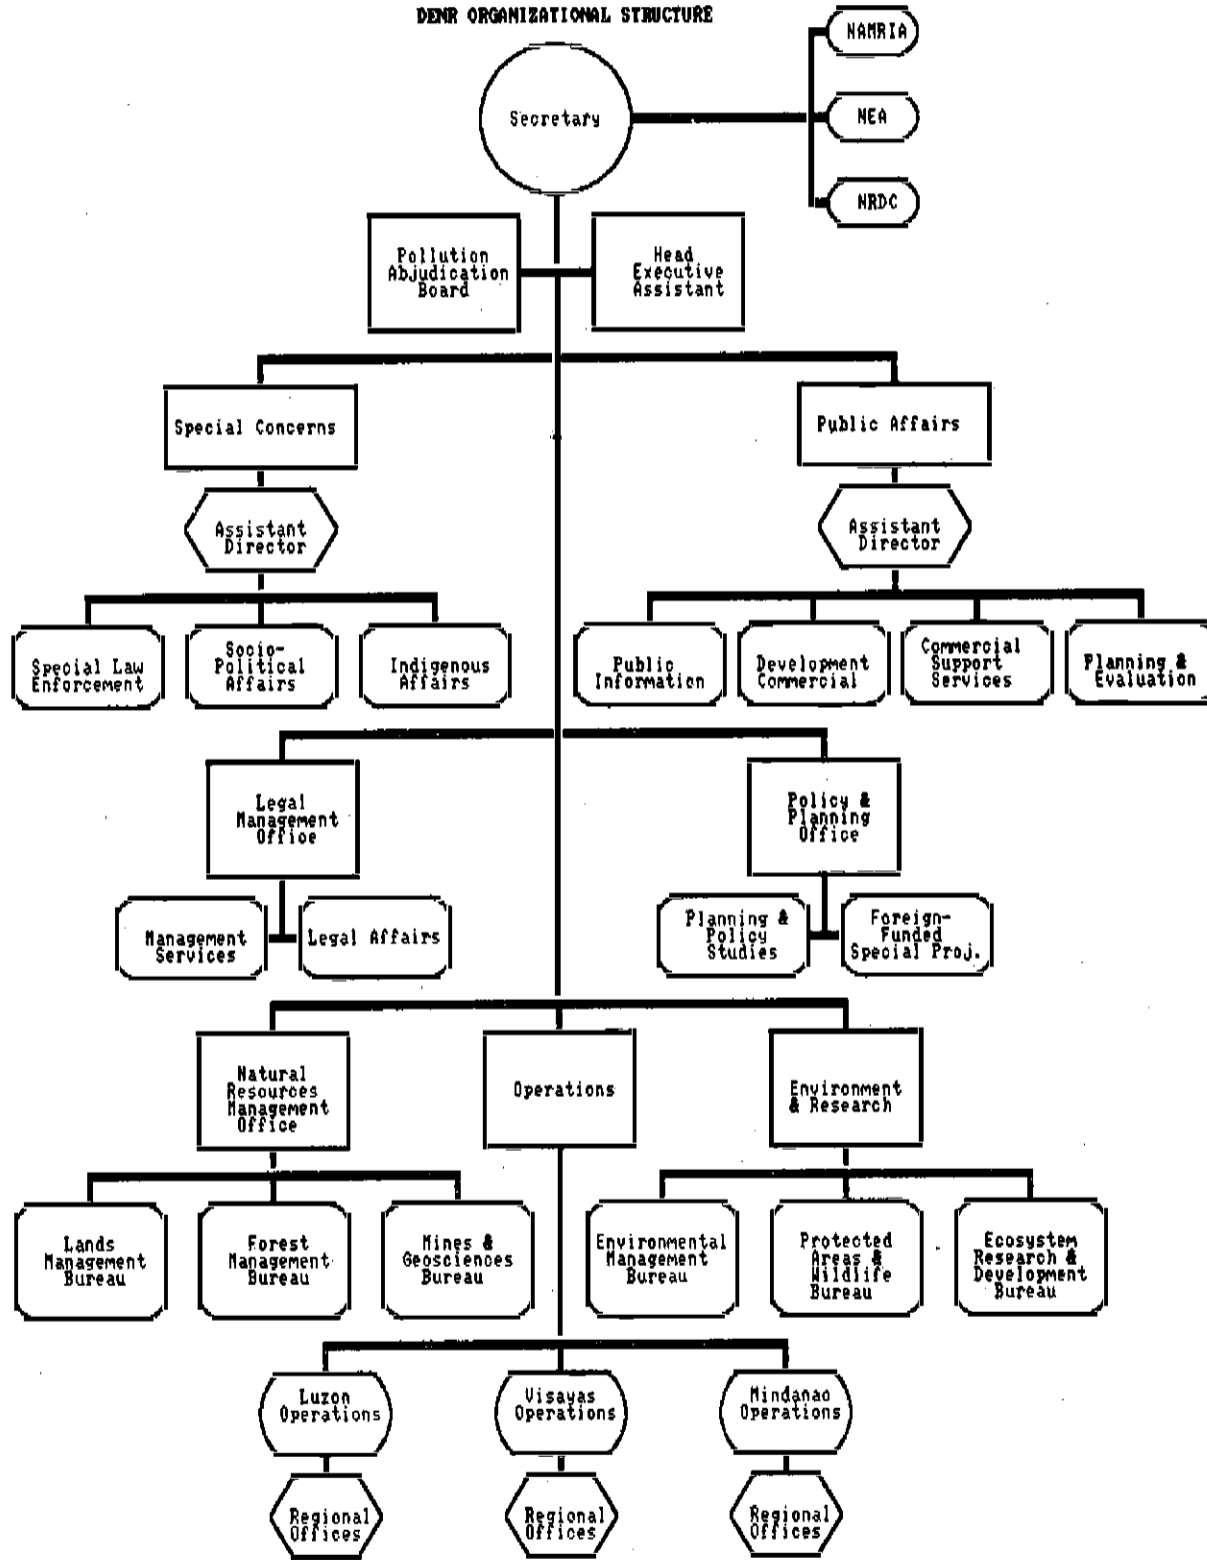 DENR ORGANIZATIONAL STRUCTURE
Secretary
NAMRIA
NEA
NRDC
Pollution
Abjudication
Board
Head
Executive
Assistant
Special Concerns
Public Affairs
Assistant
Director
Assistant
Director
Special Law
Enforcement
Socio-
Political
Affairs
Indigenous
Affairs
Public
Information
Development
Commercial
Commercial
Support
Services
Planning &
Evaluation
Legal
Management
Office
Policy &
Planning
Office
Management
Services
Legal Affairs
Planning &
Policy
Studies
Foreign-
Funded
Special Proj.
Natural
Resources
Management
Office
Operations
Environment
& Research
Lands
Management
Bureau
Forest
Management
Bureau
Mines &
Geosciences
Bureau
Environmental
Management
Bureau
Protected
Areas &
Wildlife
Bureau
Ecosystem
Research &
Development
Bureau
Luzon
Operations
Visayas
Operations
Mindanao
Operations
Regional
Offices
Regional
Offices
Regional
Offices